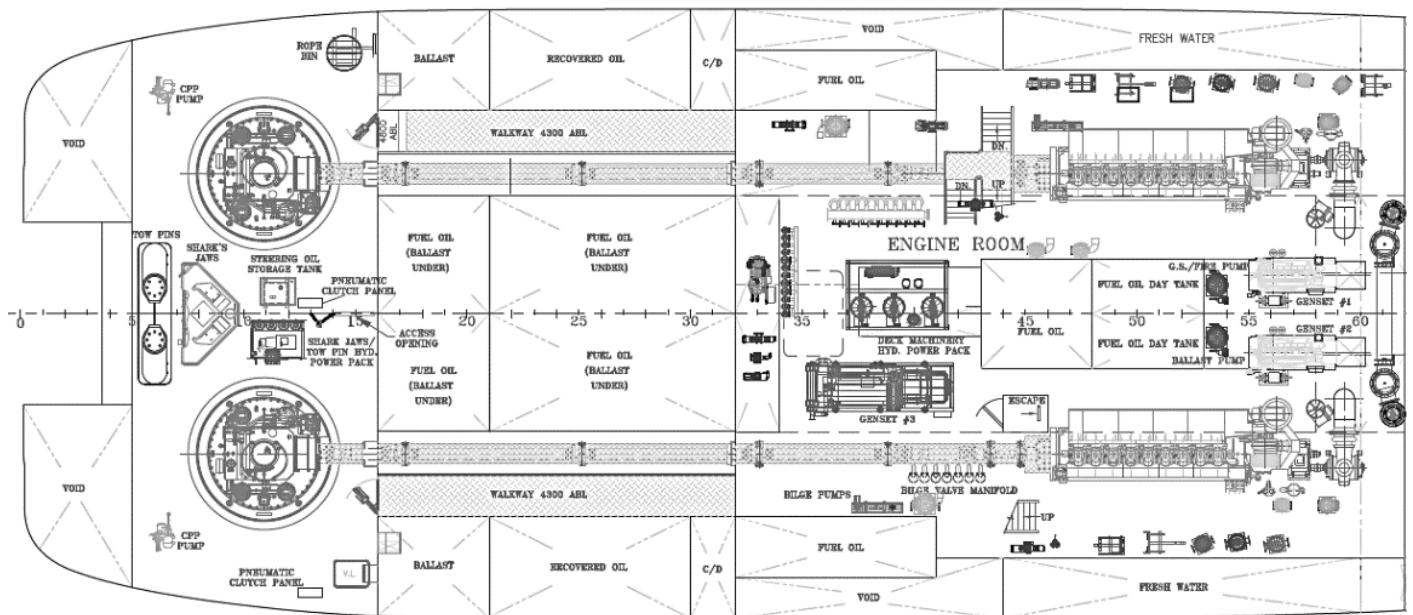 VOID
FRESH WATER
ROPE
BIN
BALLAST
RECOVERED OIL
C/D
FUEL OIL
CPP
PUMP
VOID
4800
ABL
WALKWAY 4300 ABL
DN.
DN.
UP
TOW PINS
SHARK'S
JAWS
STEERING OIL
STORAGE TANK
PNEUMATIC
CLUTCH PANEL
FUEL OIL
(BALLAST
UNDER)
FUEL OIL
(BALLAST
UNDER)
ENGINE ROOM
G.S./FIRE PUMP
FUEL OIL DAY TANK
GENSET #1
0
5
10
15
20
25
30
35
45
50
55
60
ACCESS
OPENING
SHARK JAWS/
TOW PIN HYD.
POWER PACK
DECK MACHINERY
HYD. POWER PACK
FUEL OIL
GENSET #2
FUEL OIL DAY TANK
BALLAST PUMP
FUEL OIL
(BALLAST
UNDER)
FUEL OIL
(BALLAST
UNDER)
GENSET #3
ESCAPE
VOID
WALKWAY 4300 ABL
BILGE PUMPS
BILGE VALVE MANIFOLD
UP
CPP
PUMP
PNEUMATIC
CLUTCH PANEL
V.L.
BALLAST
RECOVERED OIL
C/D
FUEL OIL
VOID
FRESH WATER